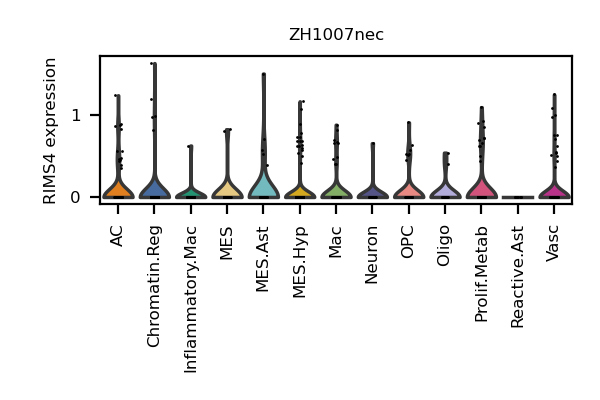 ZH1007nec
RIMS4 expression
1
0
AC
Chromatin.Reg
Inflammatory.Mac
MES
MES.Ast
MES.Hyp
Mac
Neuron
OPC
Oligo
Prolif.Metab
Reactive.Ast
Vasc